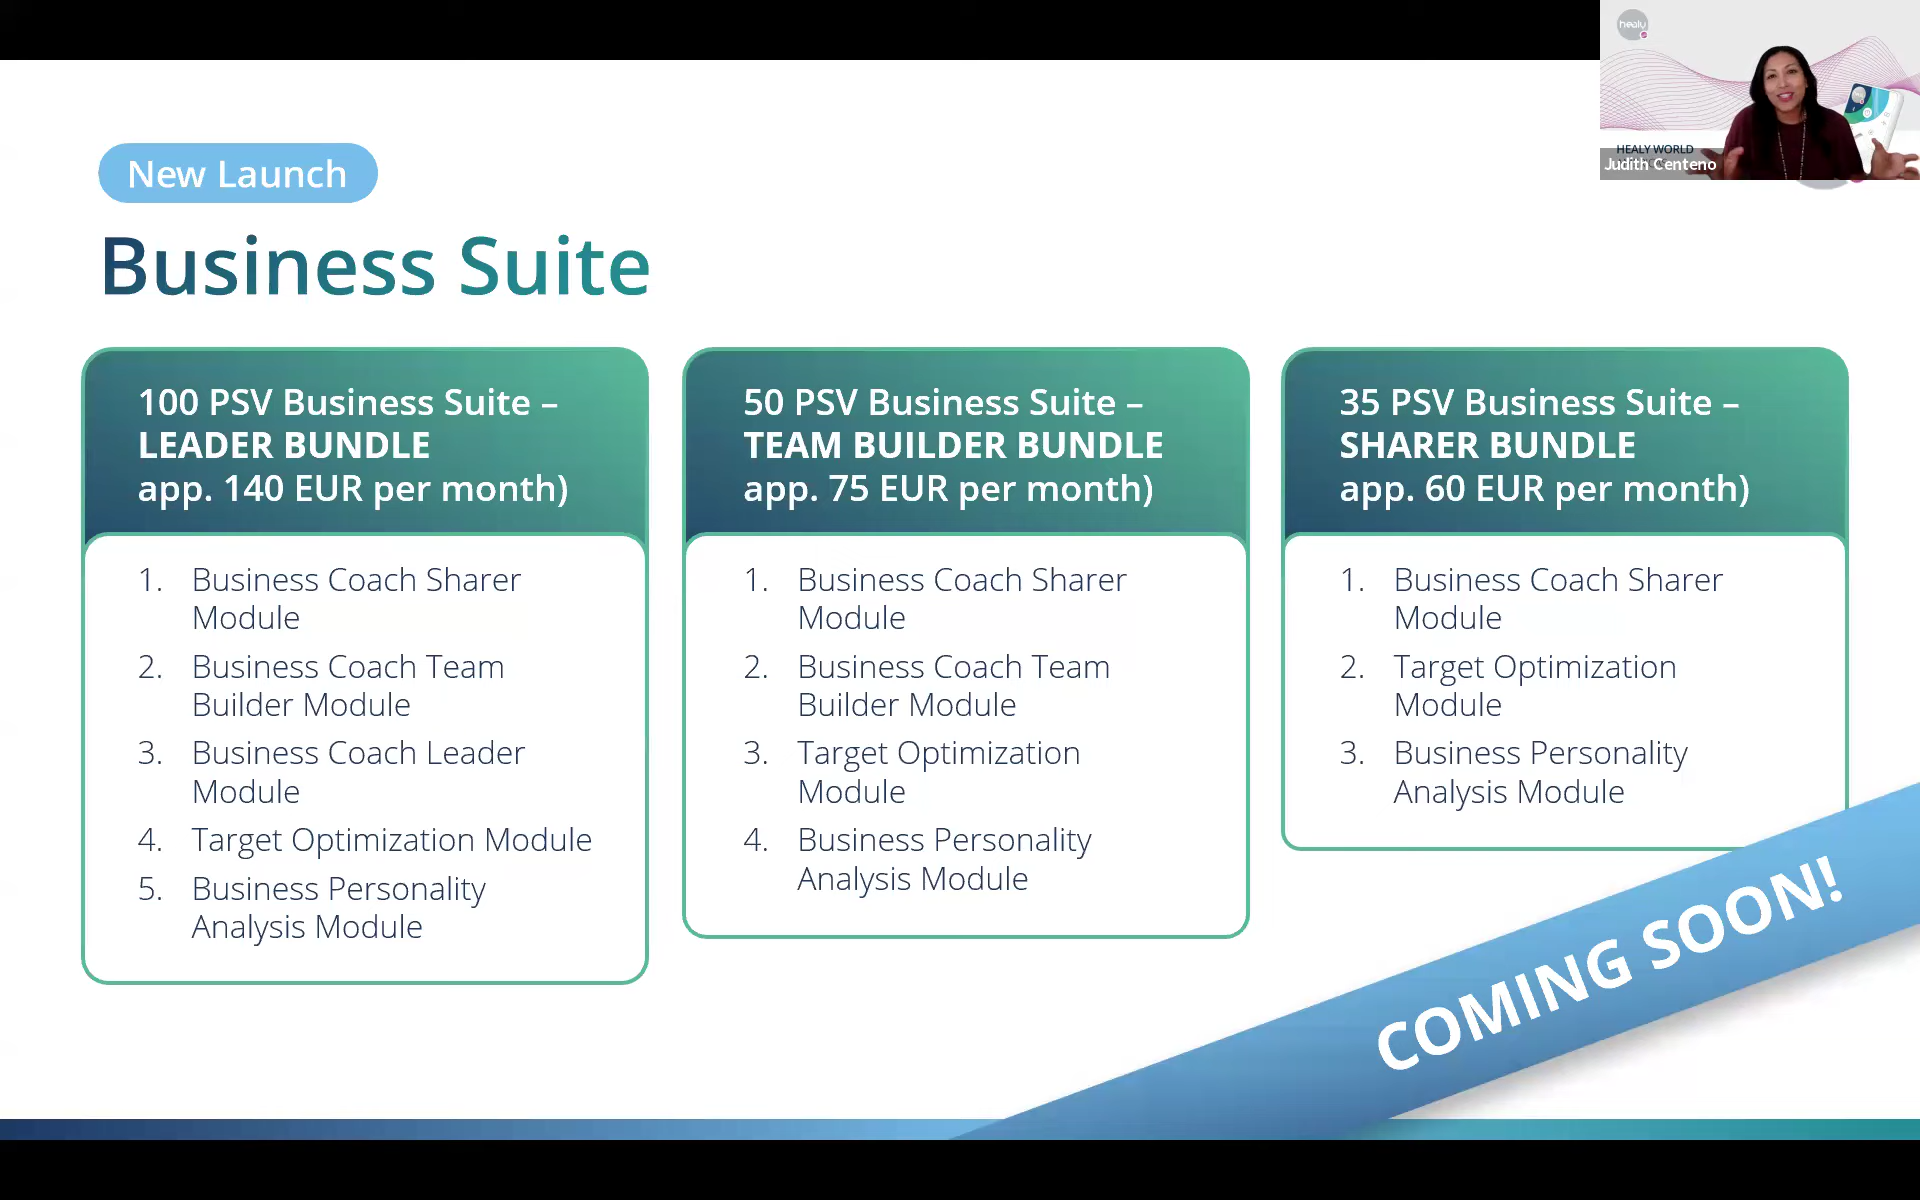 healy
HEALY WORLD
Judith Centeno
New Launch
Business Suite
100 PSV Business Suite –
LEADER BUNDLE
app. 140 EUR per month)
1. Business Coach Sharer
Module
2. Business Coach Team
Builder Module
3. Business Coach Leader
Module
4. Target Optimization Module
5. Business Personality
Analysis Module
50 PSV Business Suite –
TEAM BUILDER BUNDLE
app. 75 EUR per month)
1. Business Coach Sharer
Module
2. Business Coach Team
Builder Module
3. Target Optimization
Module
4. Business Personality
Analysis Module
35 PSV Business Suite –
SHARER BUNDLE
app. 60 EUR per month)
1. Business Coach Sharer
Module
2. Target Optimization
Module
3. Business Personality
Analysis Module
COMING SOON!